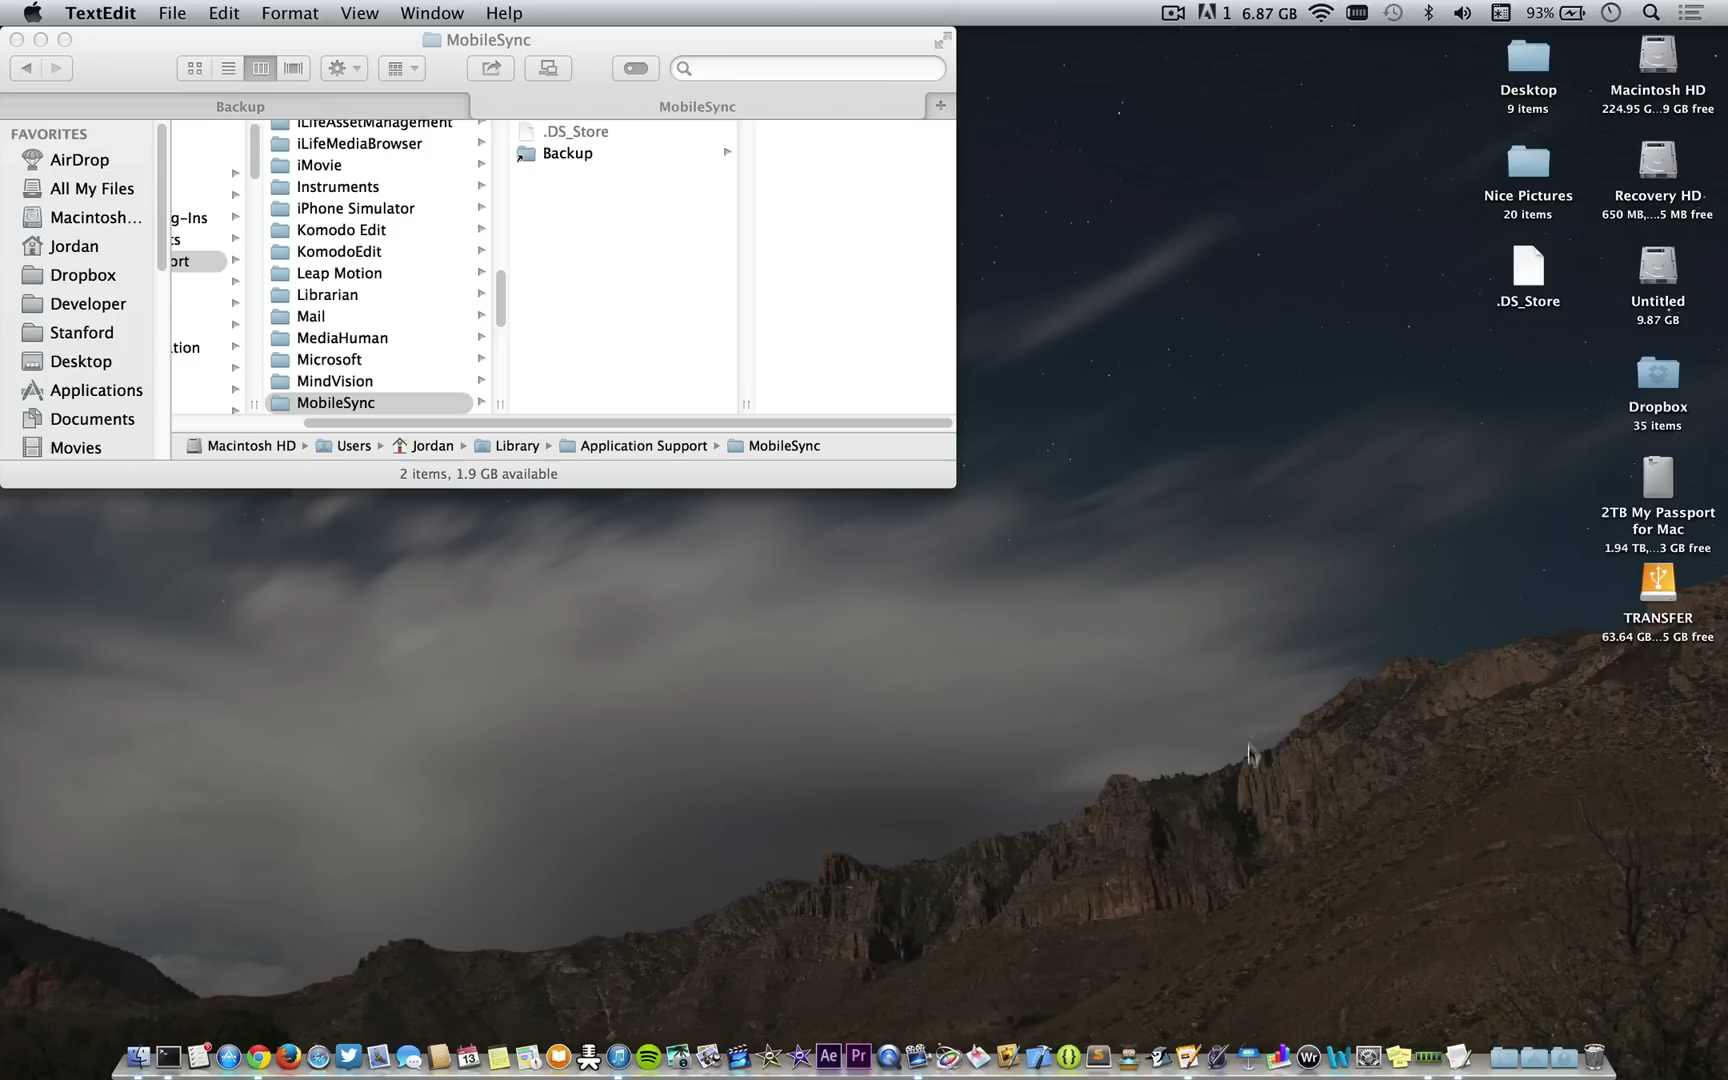 TextEdit File Edit Format View Window Help
1 6.87 GB 93%
MobileSync
Backup MobileSync +
FAVORITES
AirDrop
All My Files
Macintosh…
Jordan
Dropbox
Developer
Stanford
Desktop
Applications
Documents
Movies
g-Ins
ts
ort
tion
iLifeAssetManagement
iLifeMediaBrowser
iMovie
Instruments
iPhone Simulator
Komodo Edit
KomodoEdit
Leap Motion
Librarian
Mail
MediaHuman
Microsoft
MindVision
MobileSync
.DS_Store
Backup
Macintosh HD Users Jordan Library Application Support MobileSync
2 items, 1.9 GB available
Desktop
9 items
Nice Pictures
20 items
.DS_Store
Macintosh HD
224.95 G…9 GB free
Recovery HD
650 MB,…5 MB free
Untitled
9.87 GB
Dropbox
35 items
2TB My Passport
for Mac
1.94 TB,…3 GB free
TRANSFER
63.64 GB…5 GB free
13
Ae
Pr
Wr